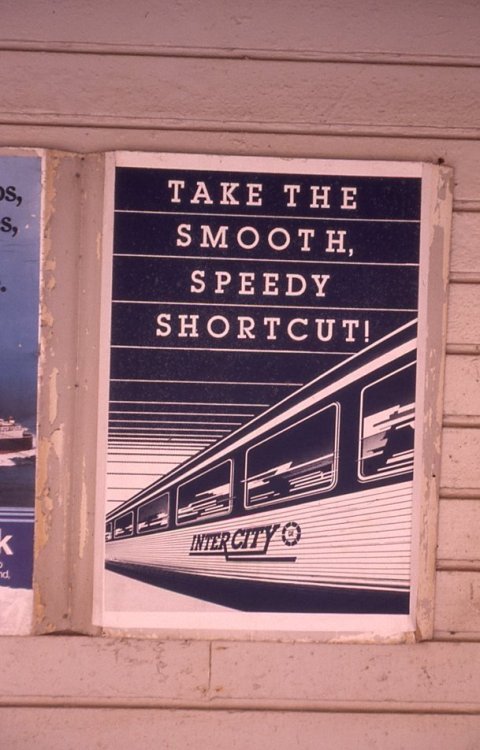 TAKE THE
SMOOTH,
SPEEDY
SHORTCUT!
INTERCITY